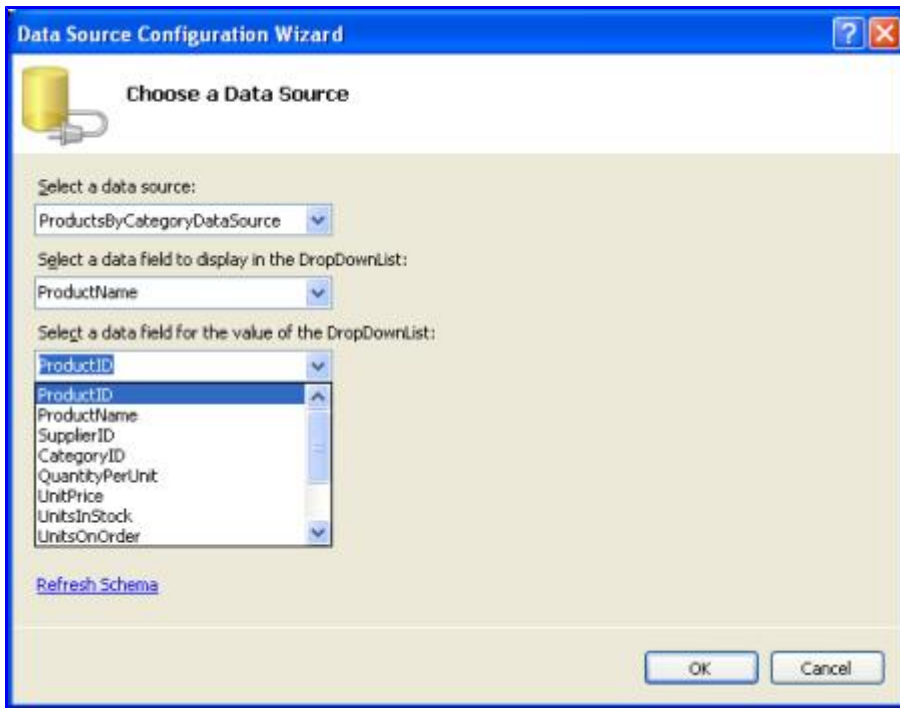 Data Source Configuration Wizard
Choose a Data Source
Select a data source:
ProductsByCategoryDataSource
Select a data field to display in the DropDownList:
ProductName
Select a data field for the value of the DropDownList:
ProductID
ProductID
ProductName
SupplierID
CategoryID
QuantityPerUnit
UnitPrice
UnitsInStock
UnitsOnOrder
Refresh Schema
OK
Cancel